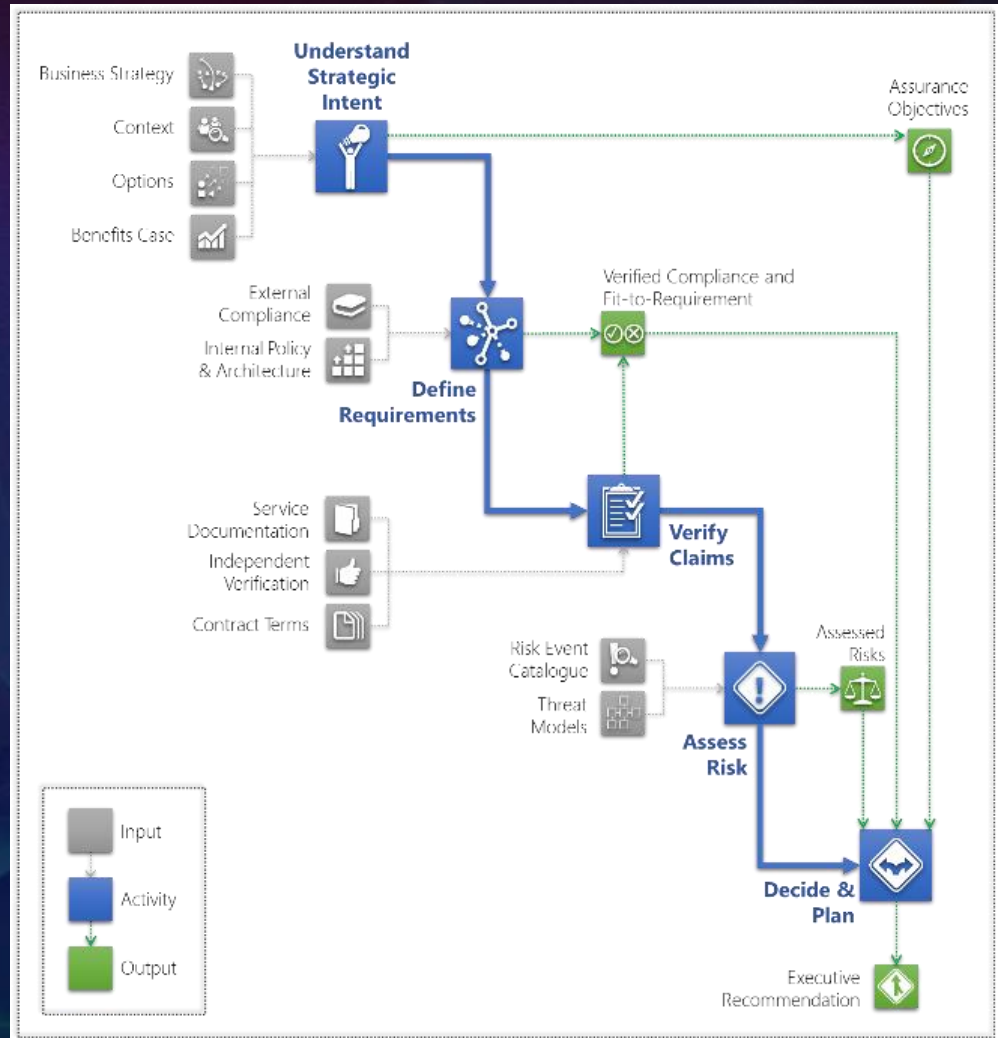 Understand
Strategic
Intent
Business Strategy
Context
Options
Benefits Case
Assurance
Objectives
External
Compliance
Internal Policy
& Architecture
Define
Requirements
Verified Compliance and
Fit-to-Requirement
Service
Documentation
Independent
Verification
Contract Terms
Verify
Claims
Risk Event
Catalogue
Threat
Models
Assess
Risk
Assessed
Risks
Decide &
Plan
Executive
Recommendation
Input
Activity
Output